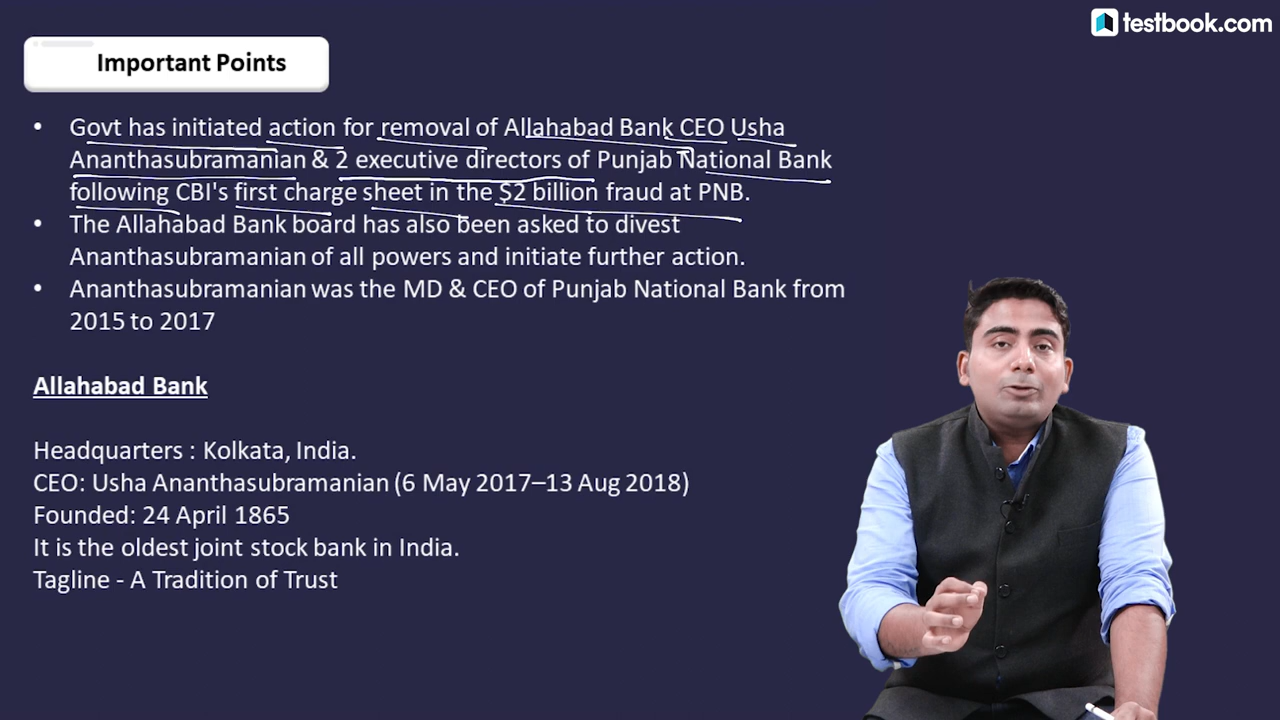 testbook.com
Important Points
• Govt has initiated action for removal of Allahabad Bank CEO Usha
Ananthasubramanian & 2 executive directors of Punjab National Bank
following CBI's first charge sheet in the $2 billion fraud at PNB.
• The Allahabad Bank board has also been asked to divest
Ananthasubramanian of all powers and initiate further action.
• Ananthasubramanian was the MD & CEO of Punjab National Bank from
2015 to 2017
Allahabad Bank
Headquarters : Kolkata, India.
CEO: Usha Ananthasubramanian (6 May 2017–13 Aug 2018)
Founded: 24 April 1865
It is the oldest joint stock bank in India.
Tagline - A Tradition of Trust